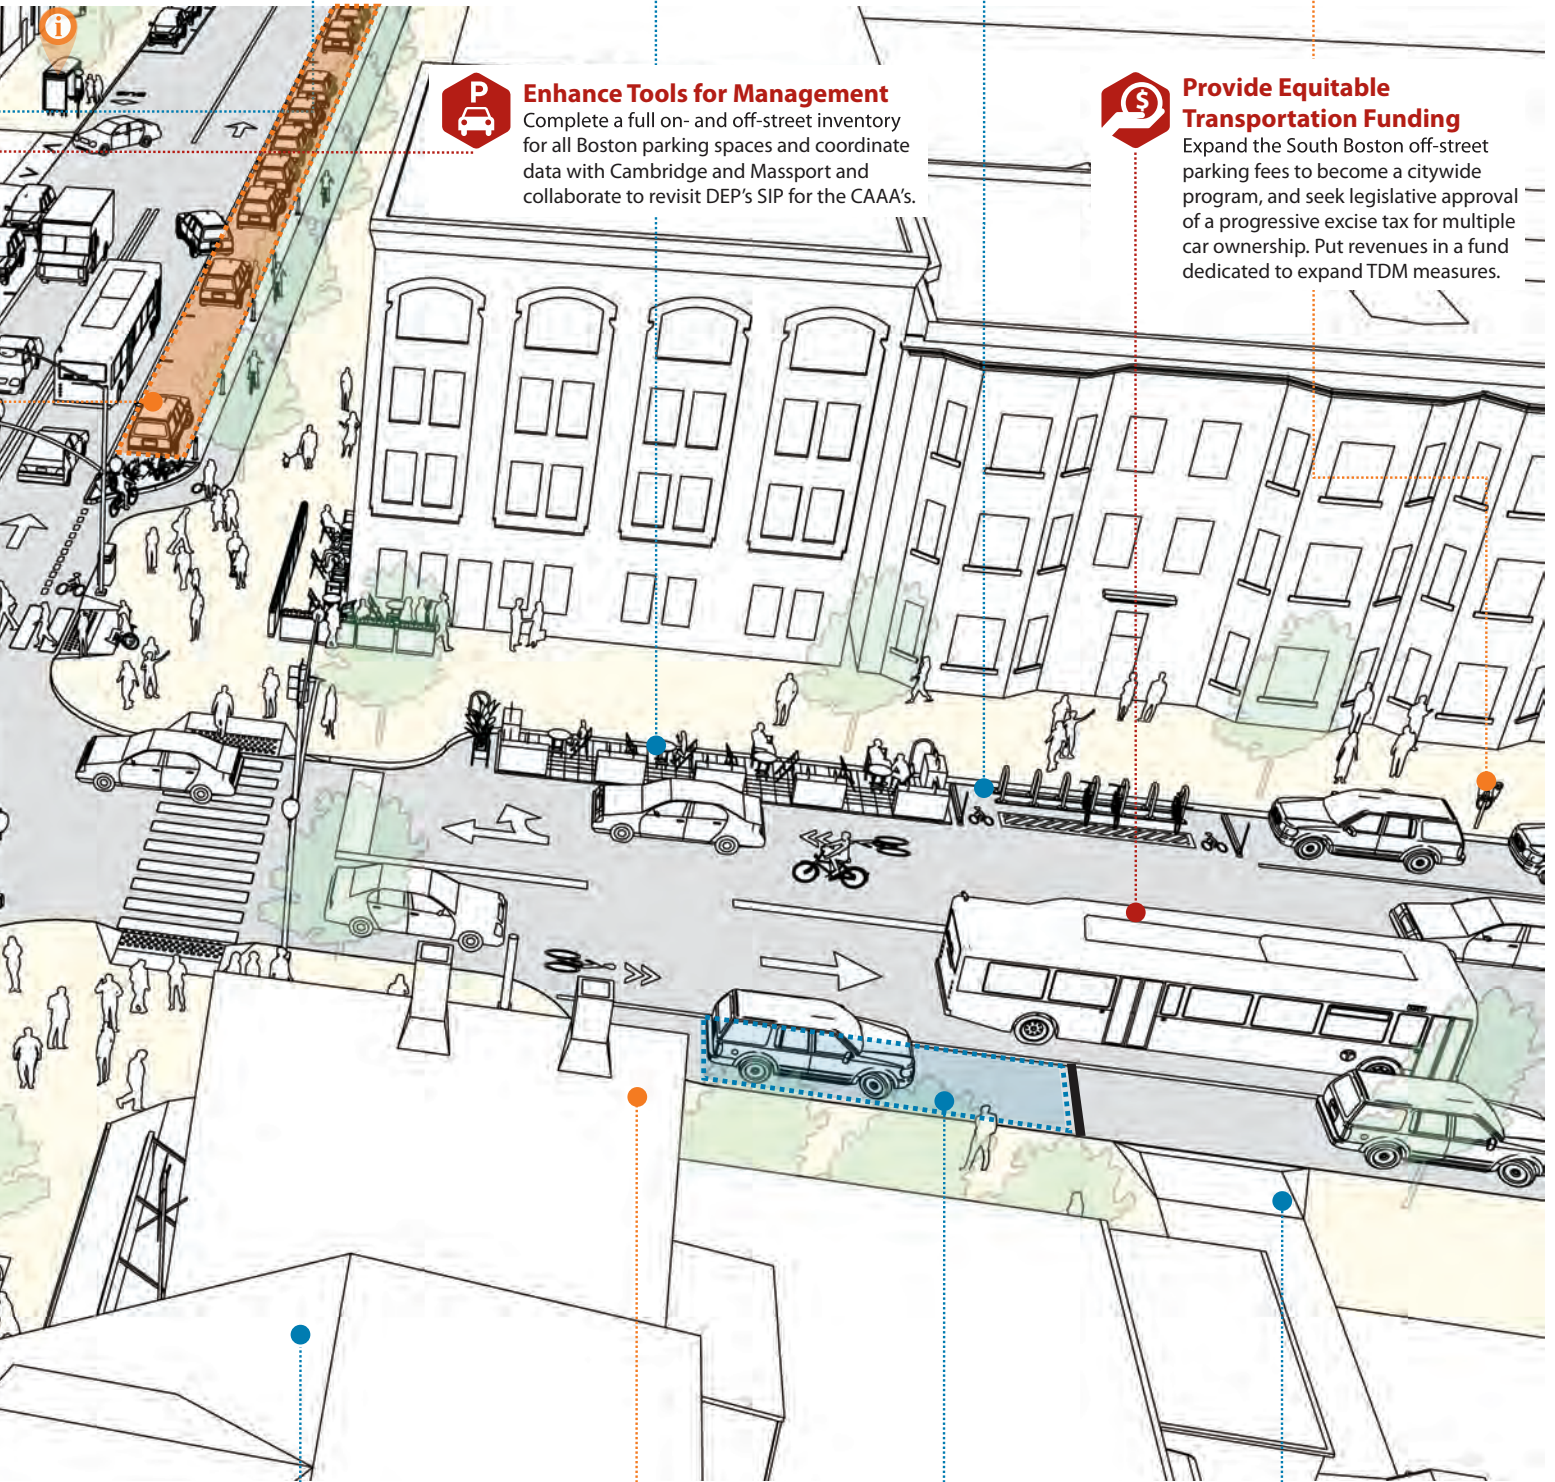 i
P
Enhance Tools for Management
Complete a full on- and off-street inventory
for all Boston parking spaces and coordinate
data with Cambridge and Massport and
collaborate to revisit DEP's SIP for the CAAA's.
$
Provide Equitable
Transportation Funding
Expand the South Boston off-street
parking fees to become a citywide
program, and seek legislative approval
of a progressive excise tax for multiple
car ownership. Put revenues in a fund
dedicated to expand TDM measures.